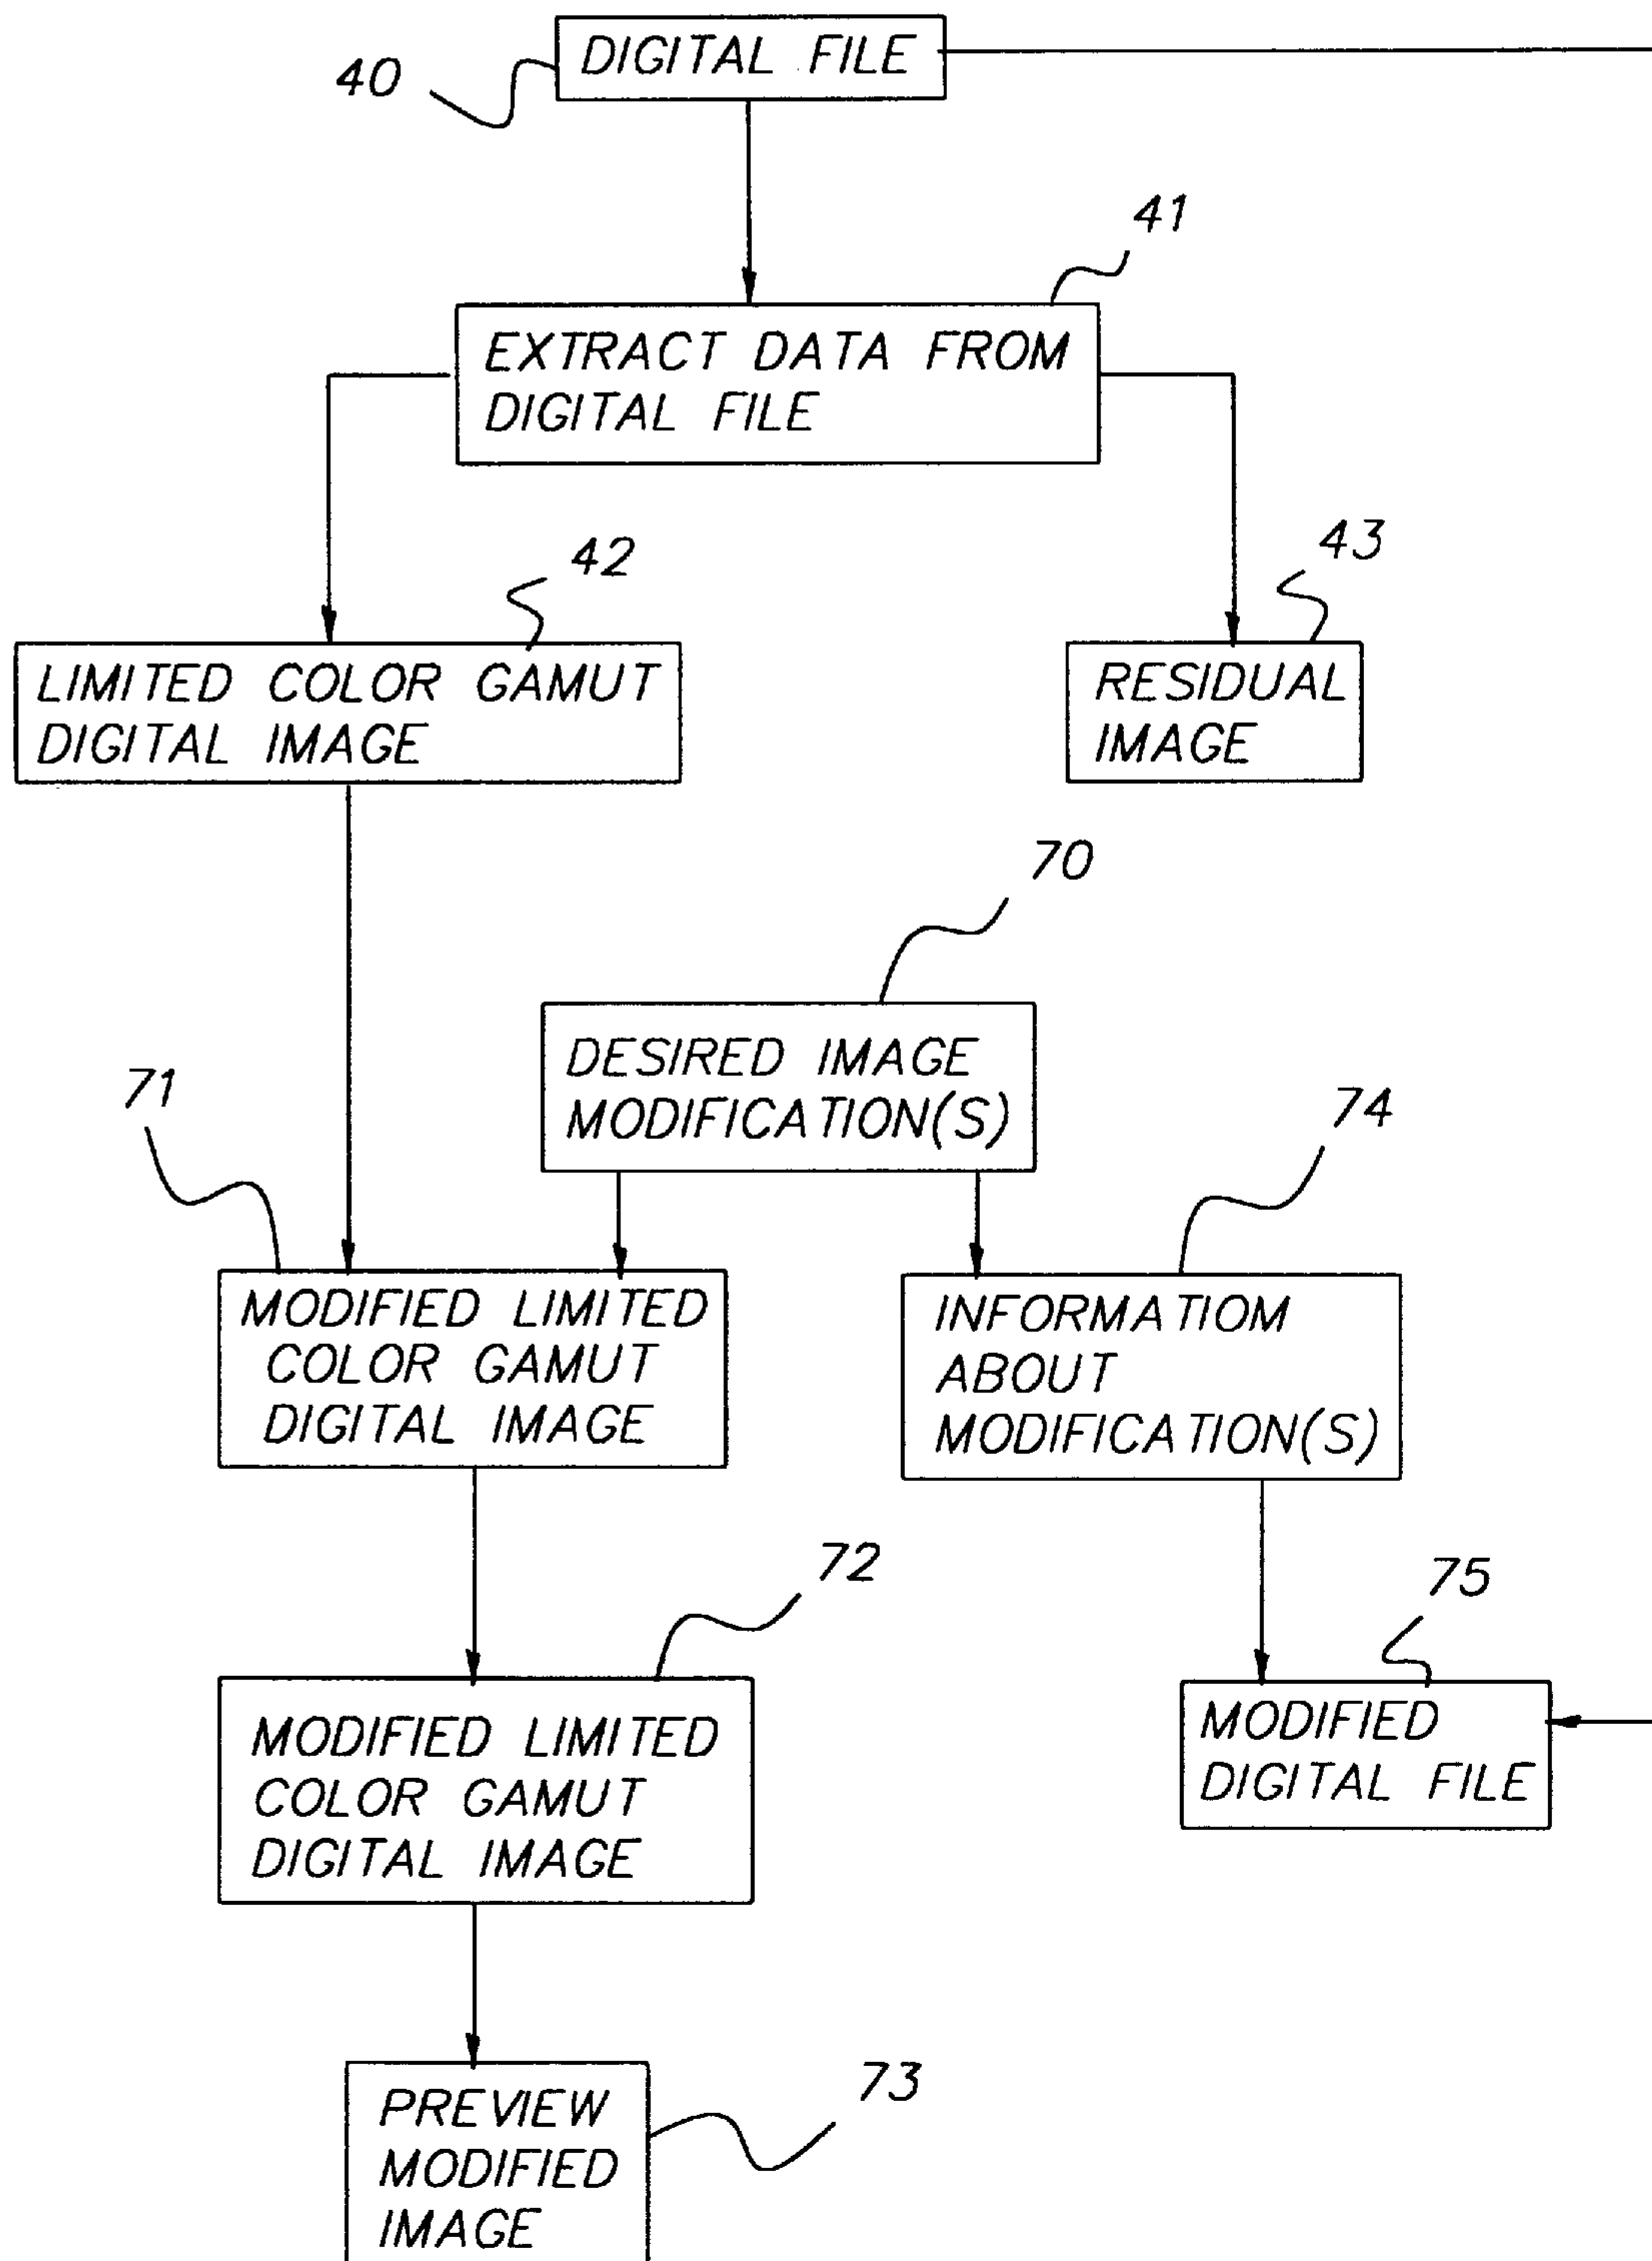 40
DIGITAL FILE
41
EXTRACT DATA FROM
DIGITAL FILE
42
43
LIMITED COLOR GAMUT
DIGITAL IMAGE
RESIDUAL
IMAGE
70
DESIRED IMAGE
MODIFICATION(S)
71
74
MODIFIED LIMITED
COLOR GAMUT
DIGITAL IMAGE
INFORMATIOM
ABOUT
MODIFICATION(S)
72
75
MODIFIED LIMITED
COLOR GAMUT
DIGITAL IMAGE
MODIFIED
DIGITAL FILE
73
PREVIEW
MODIFIED
IMAGE